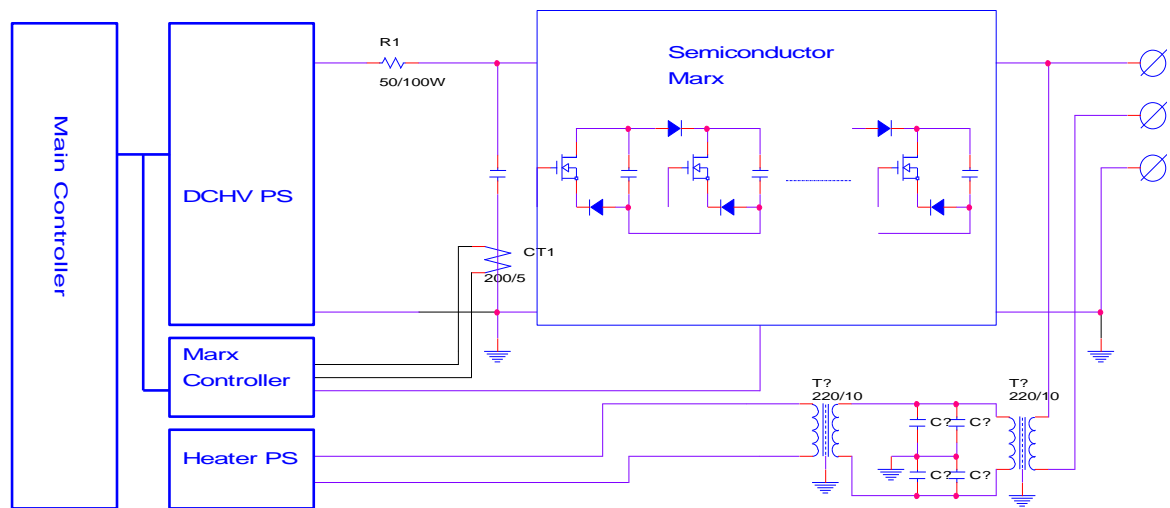 Main Controller
DCHV PS
R1
50/100W
Semiconductor
Marx
CT1
200/5
Marx
Controller
Heater PS
T?
220/10
C?
C?
C?
C?
T?
220/10